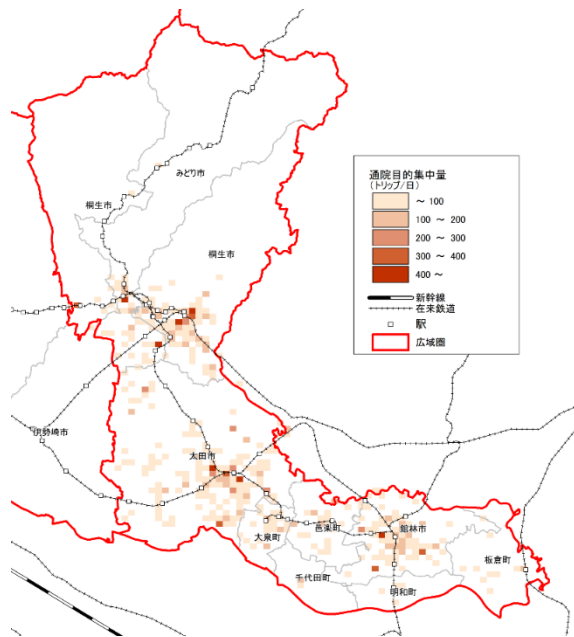 みどり市
桐生市
桐生市
通院目的集中量
(トリップ/日)
～ 100
100 ～ 200
200 ～ 300
300 ～ 400
400 ～
新幹線
在来鉄道
駅
広域圏
伊勢崎市
太田市
大泉町
邑楽町
館林市
板倉町
千代田町
明和町